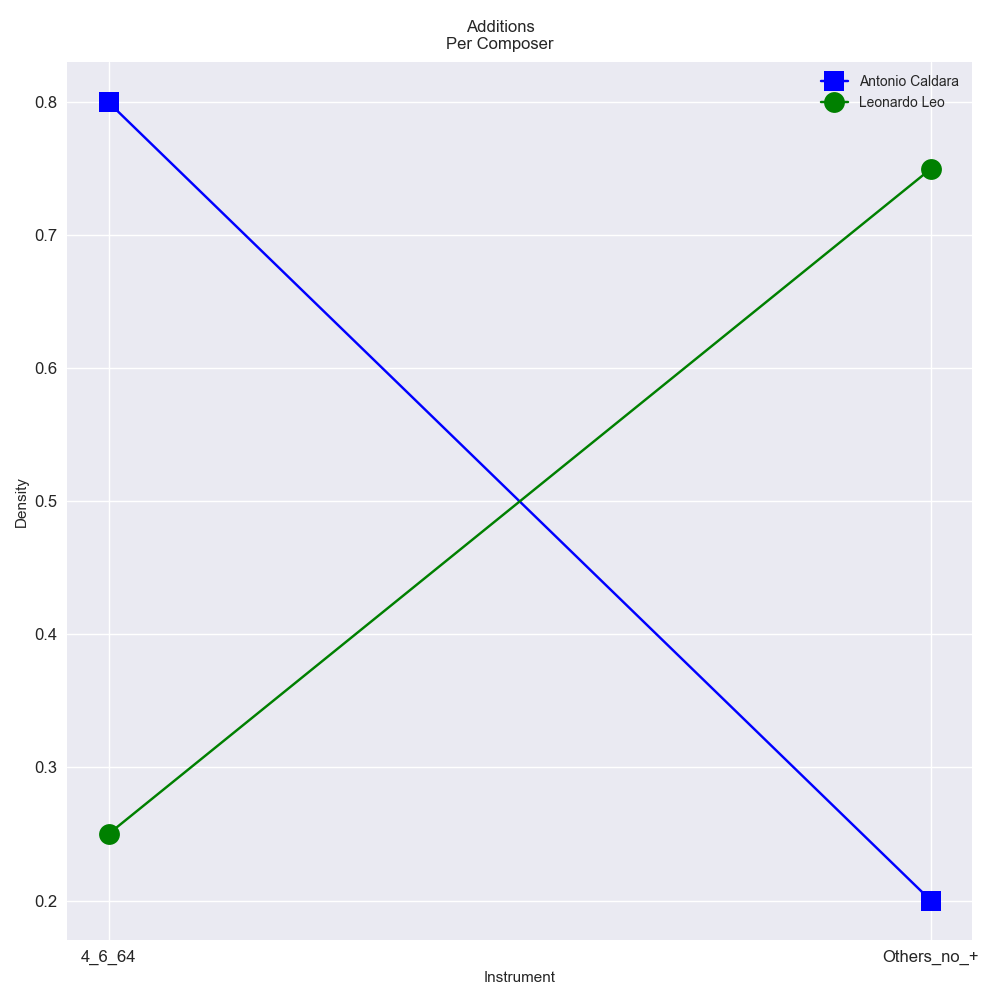 Additions
Per Composer
Antonio Caldara
Leonardo Leo
0.8
0.7
0.6
0.5
0.4
0.3
0.2
Density
4_6_64
Others_no_+
Instrument